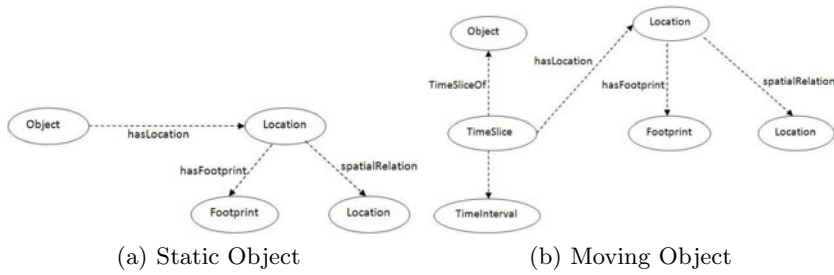 Object
hasLocation
Location
hasFootprint
spatialRelation
Footprint
Location
(a) Static Object
Object
TimeSliceOf
TimeSlice
TimeInterval
hasLocation
Location
hasFootprint
spatialRelation
Footprint
Location
(b) Moving Object